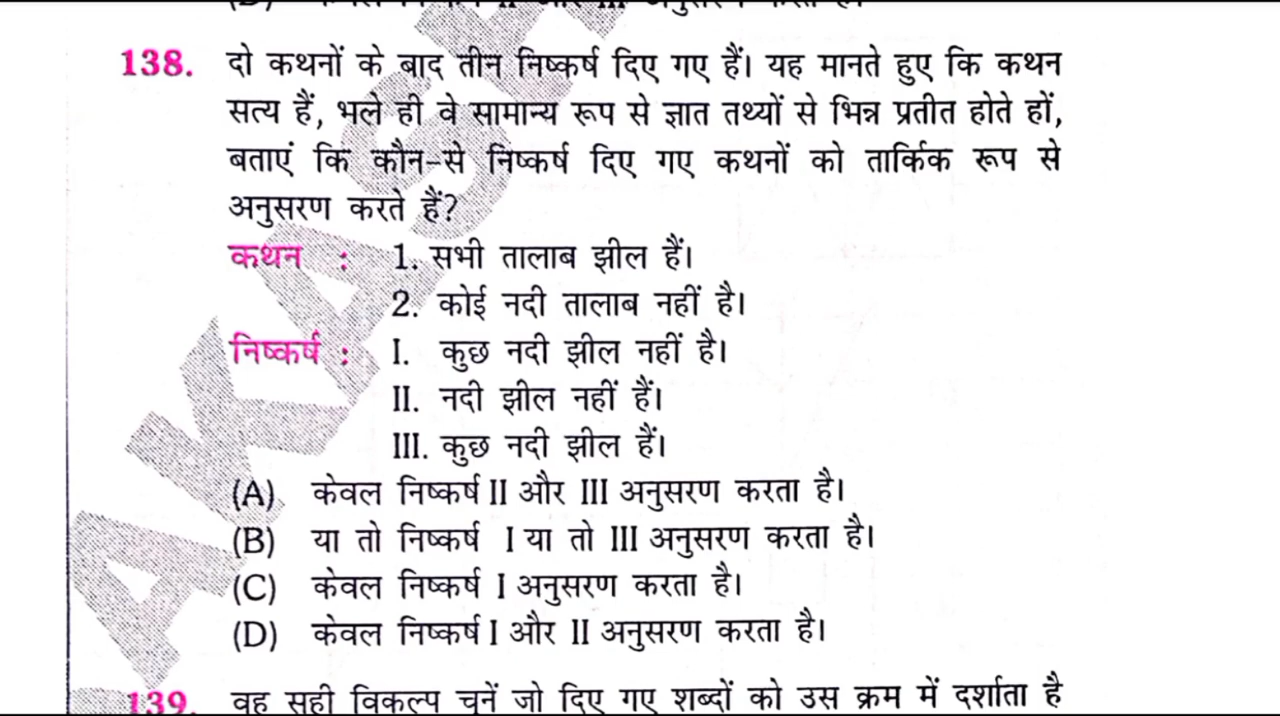 138. दो कथनों के बाद तीन निष्कर्ष दिए गए हैं। यह मानते हुए कि कथन
सत्य हैं, भले ही वे सामान्य रूप से ज्ञात तथ्यों से भिन्न प्रतीत होते हों,
बताएं कि कौन-से निष्कर्ष दिए गए कथनों को तार्किक रूप से
अनुसरण करते हैं?
कथन : 1. सभी तालाब झील हैं।
2. कोई नदी तालाब नहीं है।
निष्कर्ष : I. कुछ नदी झील नहीं है।
II. नदी झील नहीं हैं।
III. कुछ नदी झील हैं।
(A) केवल निष्कर्ष II और III अनुसरण करता है।
(B) या तो निष्कर्ष I या तो III अनुसरण करता है।
(C) केवल निष्कर्ष I अनुसरण करता है।
(D) केवल निष्कर्ष I और II अनुसरण करता है।
139. वह सही विकल्प चुनें जो दिए गए शब्दों को उस क्रम में दर्शाता है